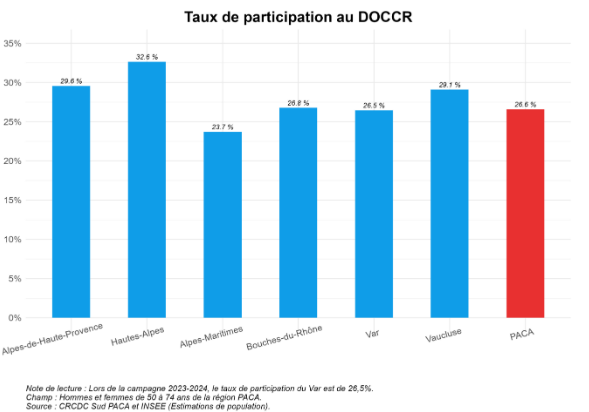 Taux de participation au DOCCR
35%
30%
25%
20%
15%
10%
5%
0%
29.6 %
32.6 %
23.7 %
26.8 %
26.5 %
29.1 %
26.6 %
Alpes-de-Haute-Provence
Hautes-Alpes
Alpes-Maritimes
Bouches-du-Rhône
Var
Vaucluse
PACA
Note de lecture : Lors de la campagne 2023-2024, le taux de participation du Var est de 26,5%.
Champ : Hommes et femmes de 50 à 74 ans de la région PACA.
Source : CRCDC Sud PACA et INSEE (Estimations de population).